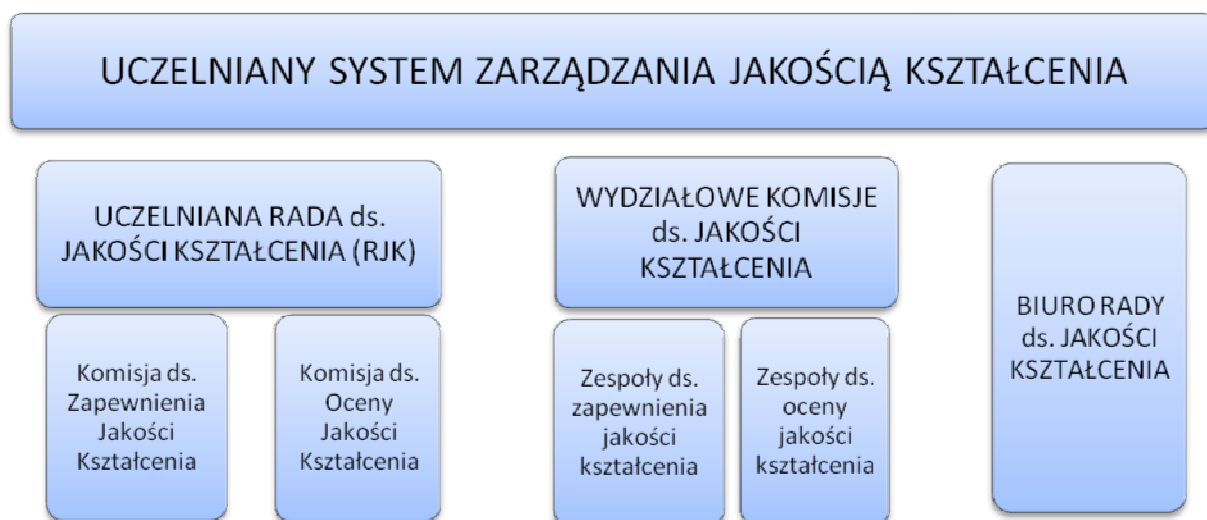 UCZELNIANY SYSTEM ZARZĄDZANIA JAKOŚCIĄ KSZTAŁCENIA
UCZELNIANA RADA ds.
JAKOŚCI KSZTAŁCENIA (RJK)
Komisja ds.
Zapewnienia
Jakości
Kształcenia
Komisja ds.
Oceny
Jakości
Kształcenia
WYDZIAŁOWE KOMISJE
ds. JAKOŚCI
KSZTAŁCENIA
Zespoły ds.
zapewnienia
jakości
kształcenia
Zespoły ds.
oceny
jakości
kształcenia
BIURO RADY
ds. JAKOŚCI
KSZTAŁCENIA